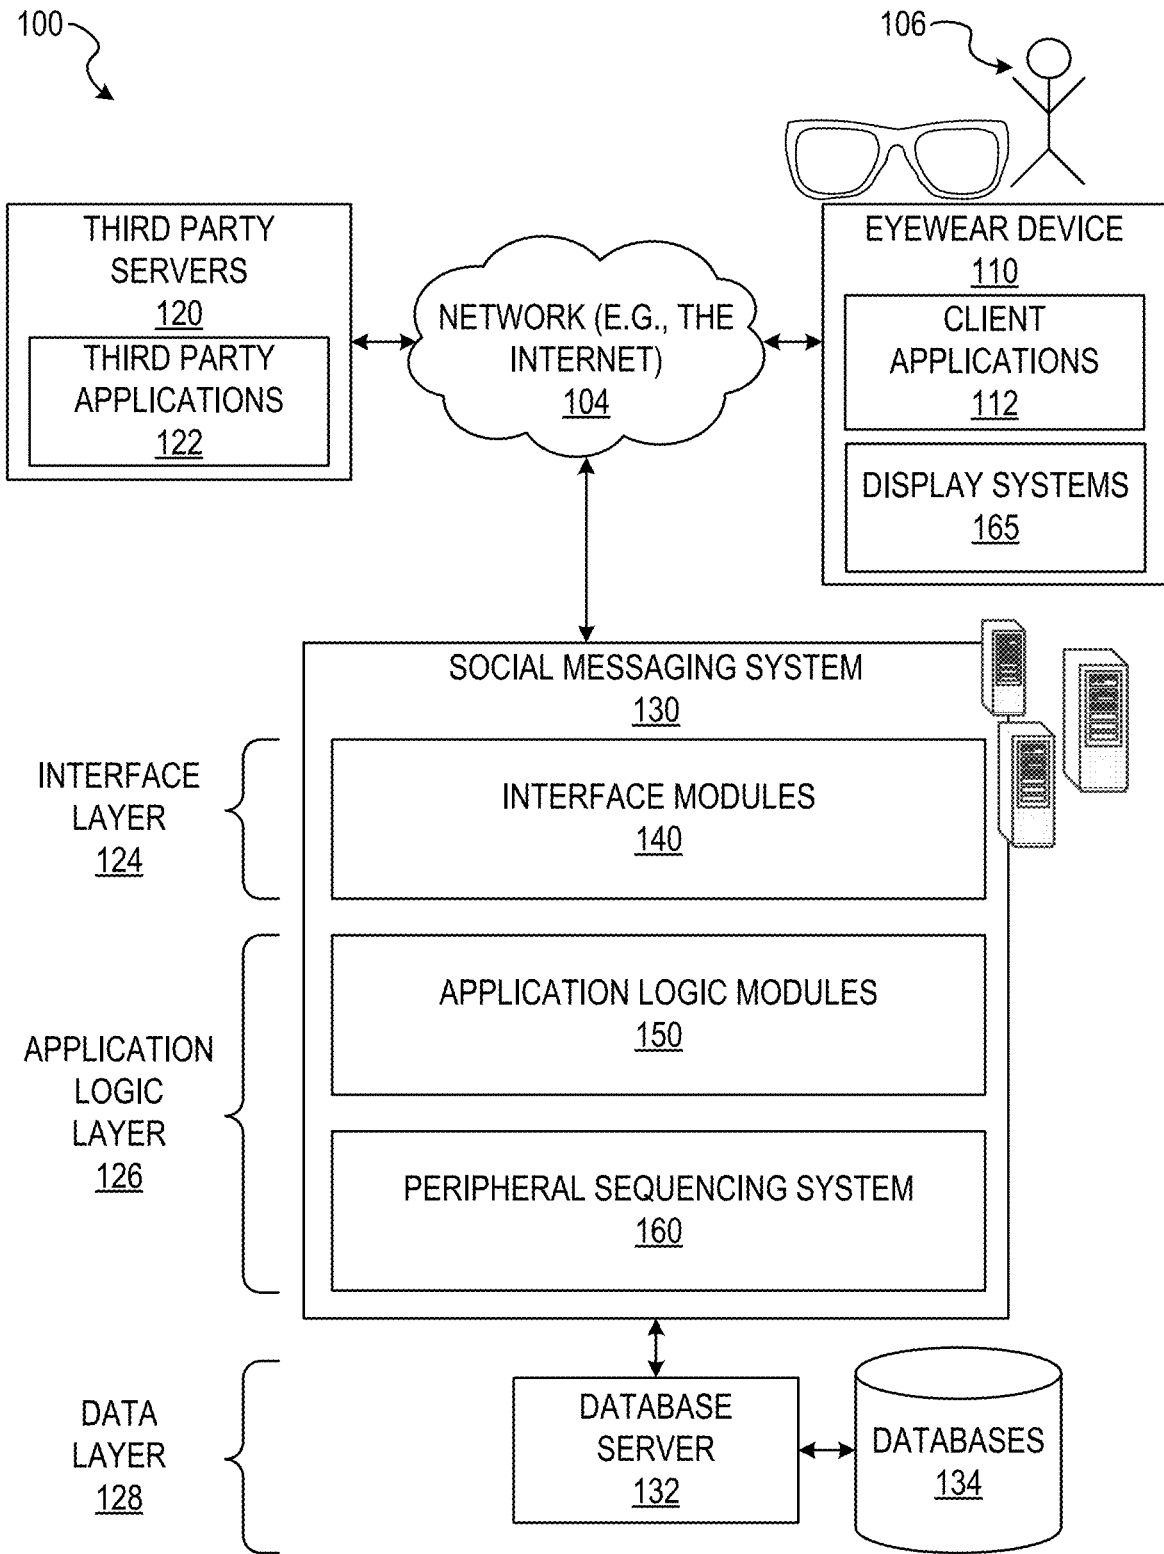 100
106
THIRD PARTY
SERVERS
120
THIRD PARTY
APPLICATIONS
122
NETWORK (E.G., THE
INTERNET)
104
EYEWEAR DEVICE
110
CLIENT
APPLICATIONS
112
DISPLAY SYSTEMS
165
SOCIAL MESSAGING SYSTEM
130
INTERFACE
LAYER
124
INTERFACE MODULES
140
APPLICATION
LOGIC
LAYER
126
APPLICATION LOGIC MODULES
150
PERIPHERAL SEQUENCING SYSTEM
160
DATA
LAYER
128
DATABASE
SERVER
132
DATABASES
134